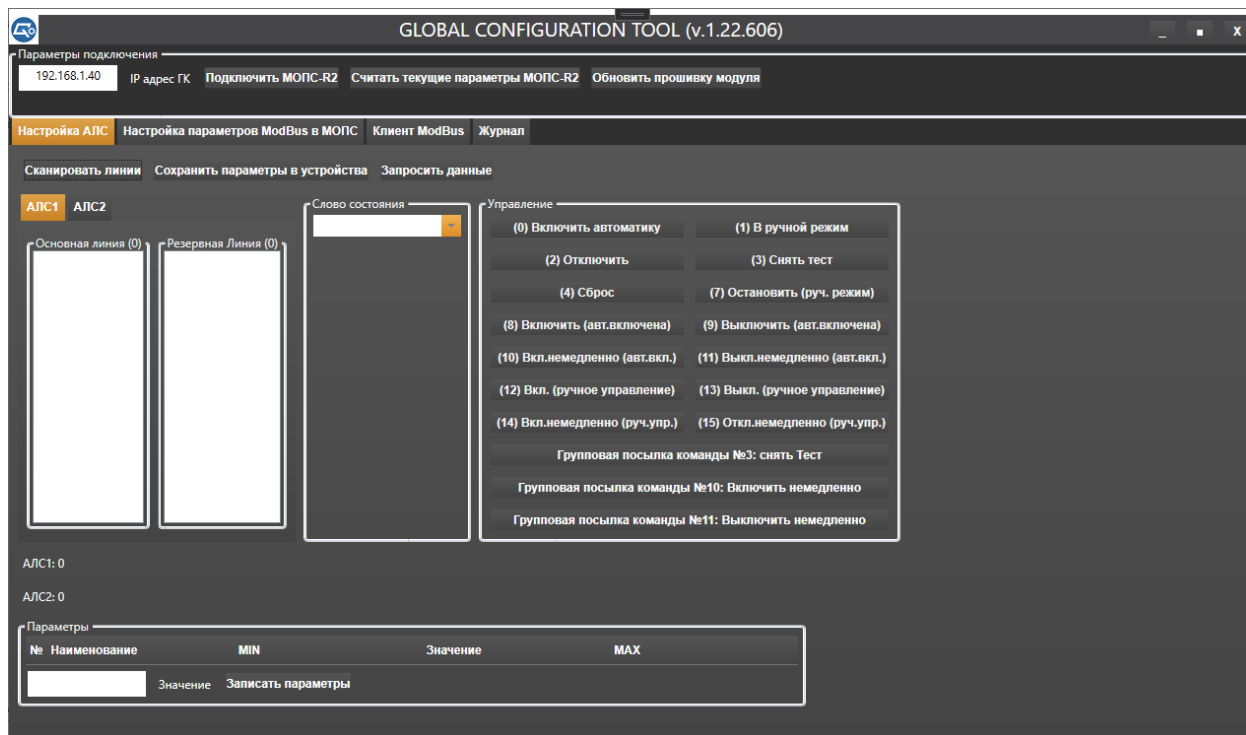 GLOBAL CONFIGURATION TOOL (v.1.22.606)
Параметры подключения
192.168.1.40 IP адрес ГК Подключить МОПС-R2 Считать текущие параметры МОПС-R2 Обновить прошивку модуля
Настройка АЛС Настройка параметров ModBus в МОПС Клиент ModBus Журнал
Сканировать линии Сохранить параметры в устройства Запросить данные
АЛС1 АЛС2
Основная линия (0) Резервная Линия (0)
Слово состояния
Управление
(0) Включить автоматику (1) В ручной режим
(2) Отключить (3) Снять тест
(4) Сброс (7) Остановить (руч. режим)
(8) Включить (авт.включена) (9) Выключить (авт.включена)
(10) Вкл.немедленно (авт.вкл.) (11) Выкл.немедленно (авт.вкл.)
(12) Вкл. (ручное управление) (13) Выкл. (ручное управление)
(14) Вкл.немедленно (руч.упр.) (15) Откл.немедленно (руч.упр.)
Групповая посылка команды №3: снять Тест
Групповая посылка команды №10: Включить немедленно
Групповая посылка команды №11: Выключить немедленно
АЛС1: 0
АЛС2: 0
Параметры
№ Наименование MIN Значение MAX
Значение Записать параметры